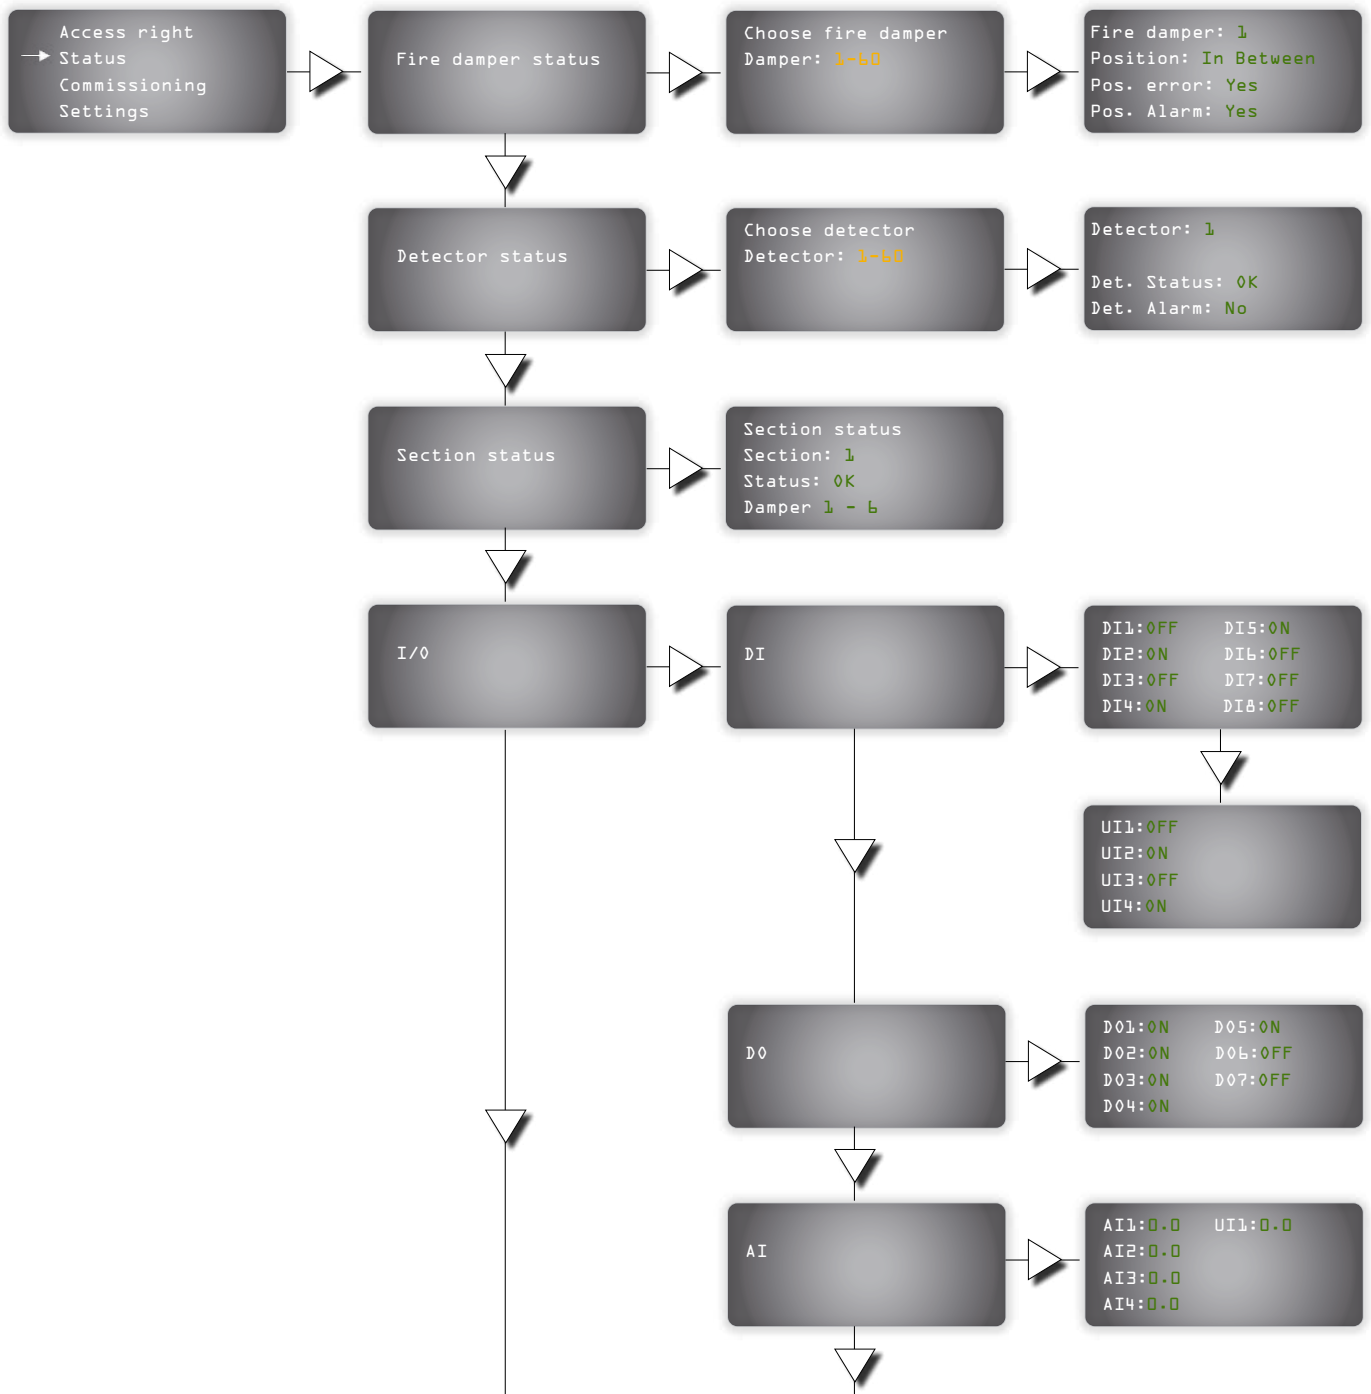 Access right
Status
Commissioning
Settings
Fire damper status
Choose fire damper
Damper: 1-60
Fire damper: 1
Position: In Between
Pos. error: Yes
Pos. Alarm: Yes
Detector status
Choose detector
Detector: 1-60
Detector: 1
Det. Status: OK
Det. Alarm: No
Section status
Section status
Section: 1
Status: OK
Damper 1 - 6
I/O
DI
DI1:OFF DI5:ON
DI2:ON DI6:OFF
DI3:OFF DI7:OFF
DI4:ON DI8:OFF
UI1:OFF
UI2:ON
UI3:OFF
UI4:ON
DO
DO1:ON DO5:ON
DO2:ON DO6:OFF
DO3:ON DO7:OFF
DO4:ON
AI
AI1:0.0 UI1:0.0
AI2:0.0
AI3:0.0
AI4:0.0